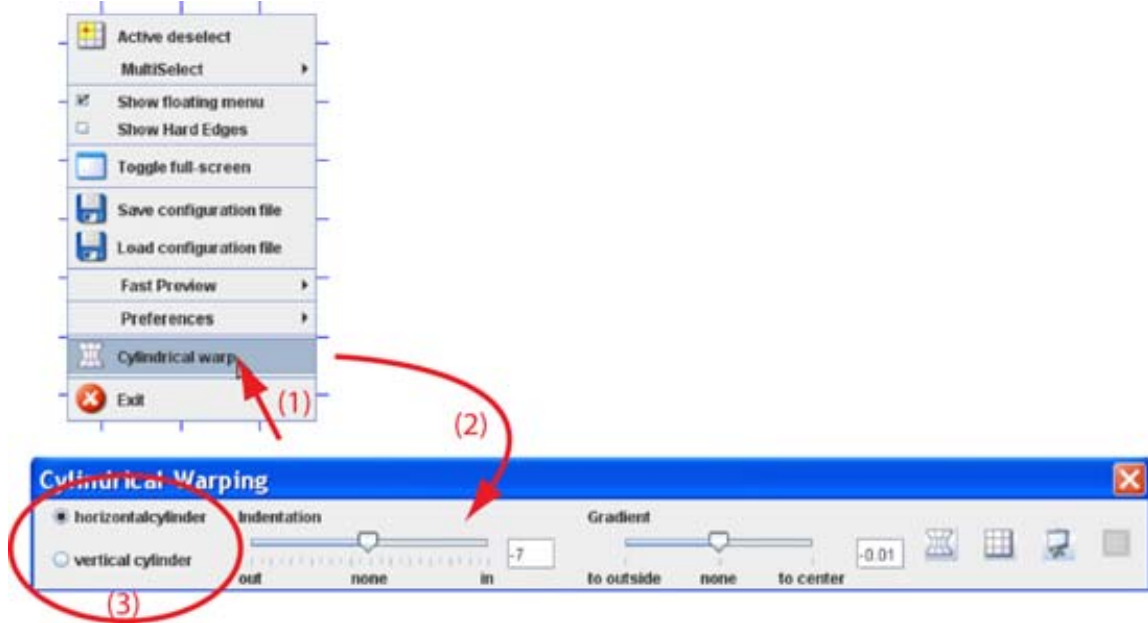 Active deselect
MultiSelect
Show floating menu
Show Hard Edges
Toggle full-screen
Save configuration file
Load configuration file
Fast Preview
Preferences
Cylindrical warp
Exit
(1)
(2)
Cylindrical Warping
horizontalcylinder
Indentation
Gradient
vertical cylinder
-7
-0.01
out none in
to outside none to center
(3)